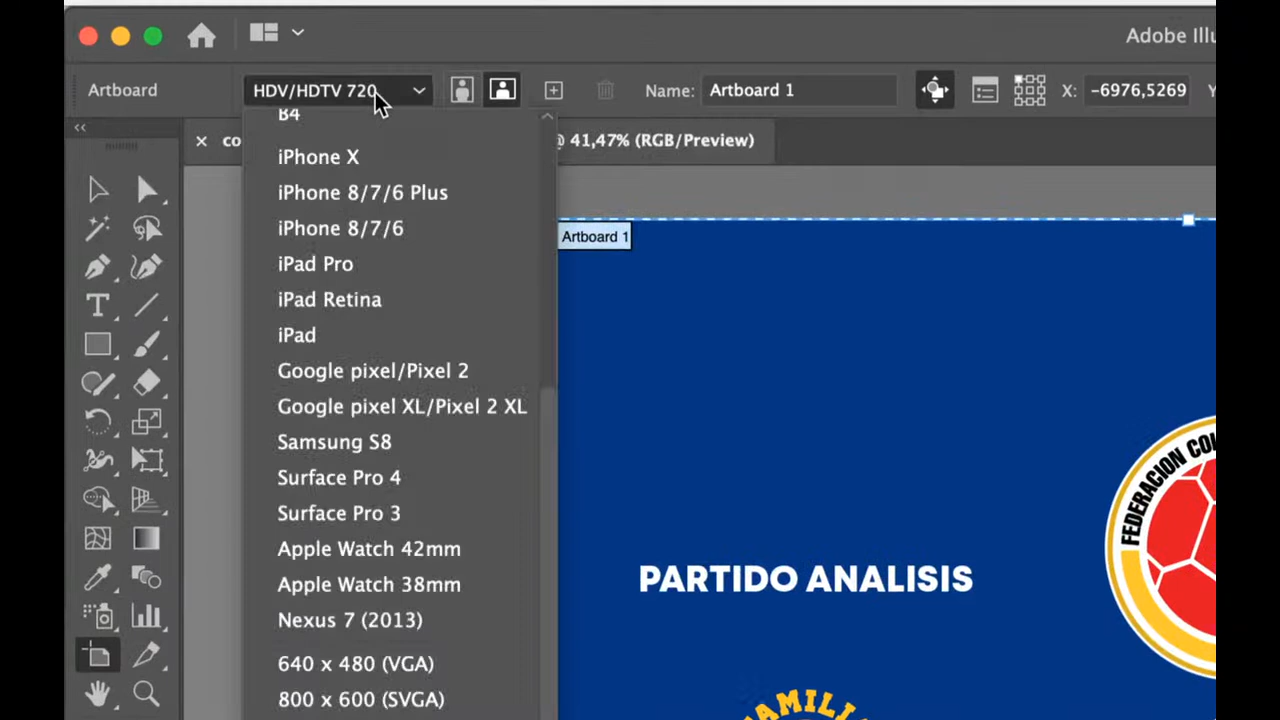 Adobe Illu
Artboard
HDV/HDTV 720
Name:
Artboard 1
X:
-6976,5269
Y
co
@ 41,47% (RGB/Preview)
B4
iPhone X
iPhone 8/7/6 Plus
iPhone 8/7/6
iPad Pro
iPad Retina
iPad
Google pixel/Pixel 2
Google pixel XL/Pixel 2 XL
Samsung S8
Surface Pro 4
Surface Pro 3
Apple Watch 42mm
Apple Watch 38mm
Nexus 7 (2013)
640 x 480 (VGA)
800 x 600 (SVGA)
Artboard 1
FEDERACION COL
PARTIDO ANALISIS
FAMILI